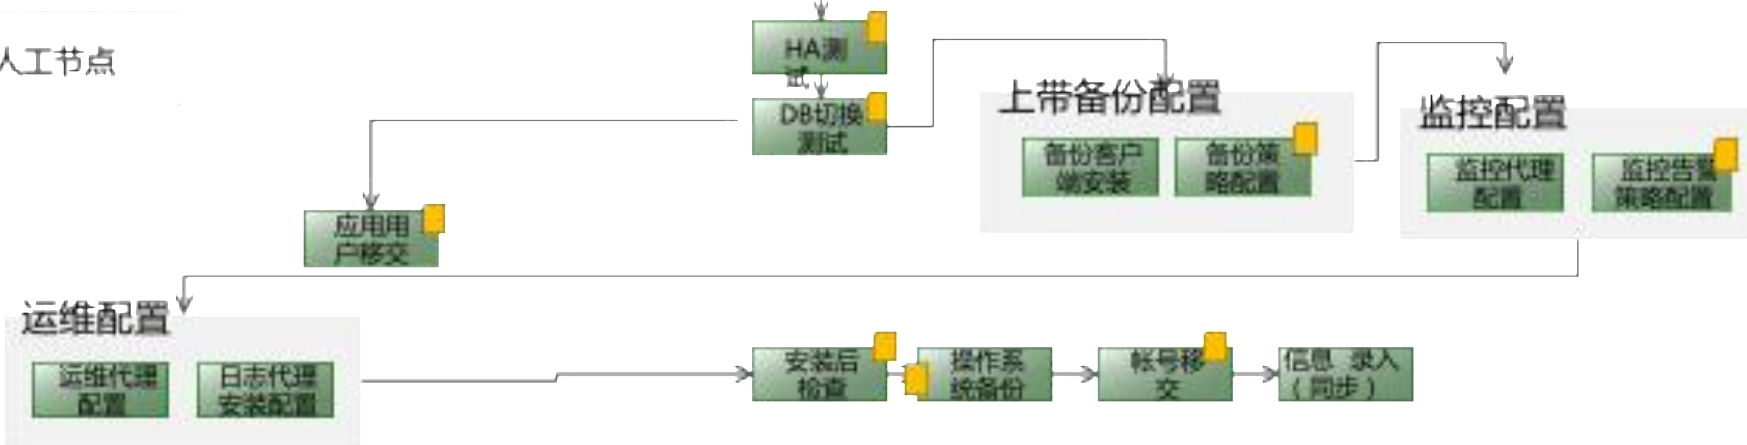 人工节点
HA测
试
DB切换
测试
上带备份配置
备份客户
端安装
备份策
略配置
监控配置
监控代理
配置
监控告警
策略配置
应用用
户移交
运维配置
运维代理
配置
日志代理
安装配置
安装后
检查
操作系
统备份
帐号移
交
信息 录入
（同步）